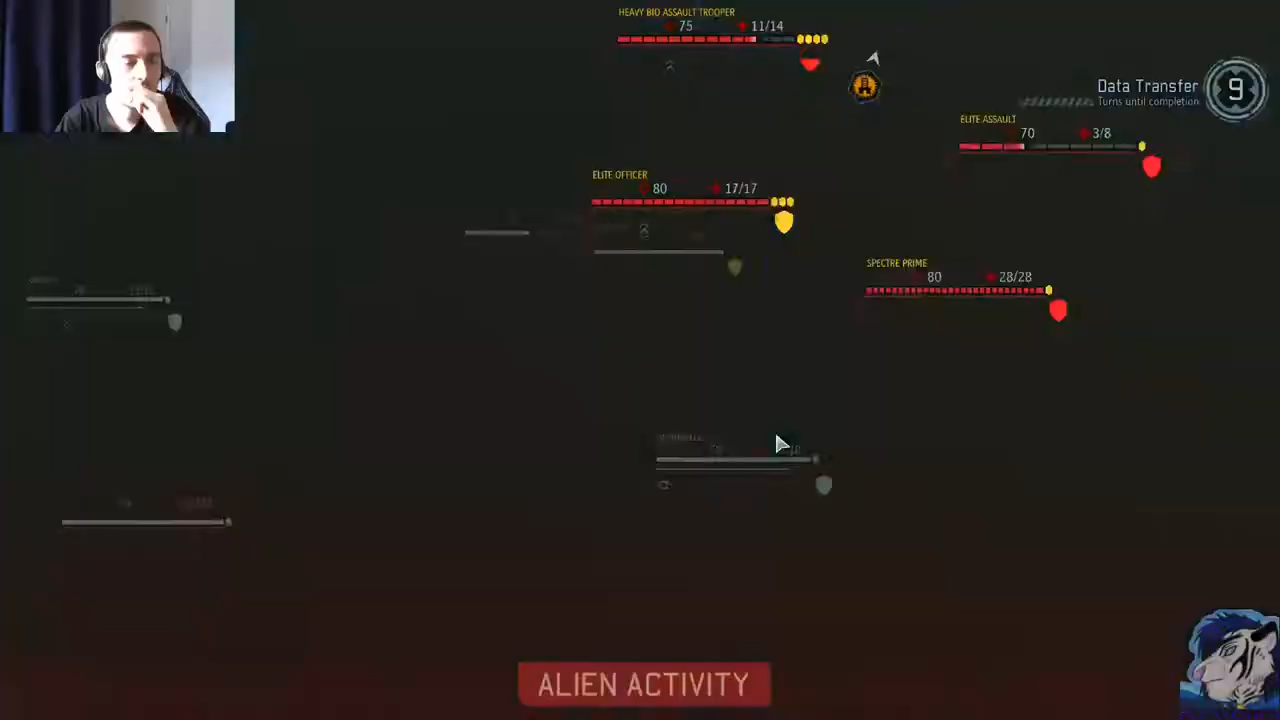 HEAVY BIO ASSAULT TROOPER
75 11/14
Data Transfer
Turns until completion
9
ELITE ASSAULT
70 3/8
ELITE OFFICER
80 17/17
SPECTRE PRIME
80 28/28
ALIEN ACTIVITY